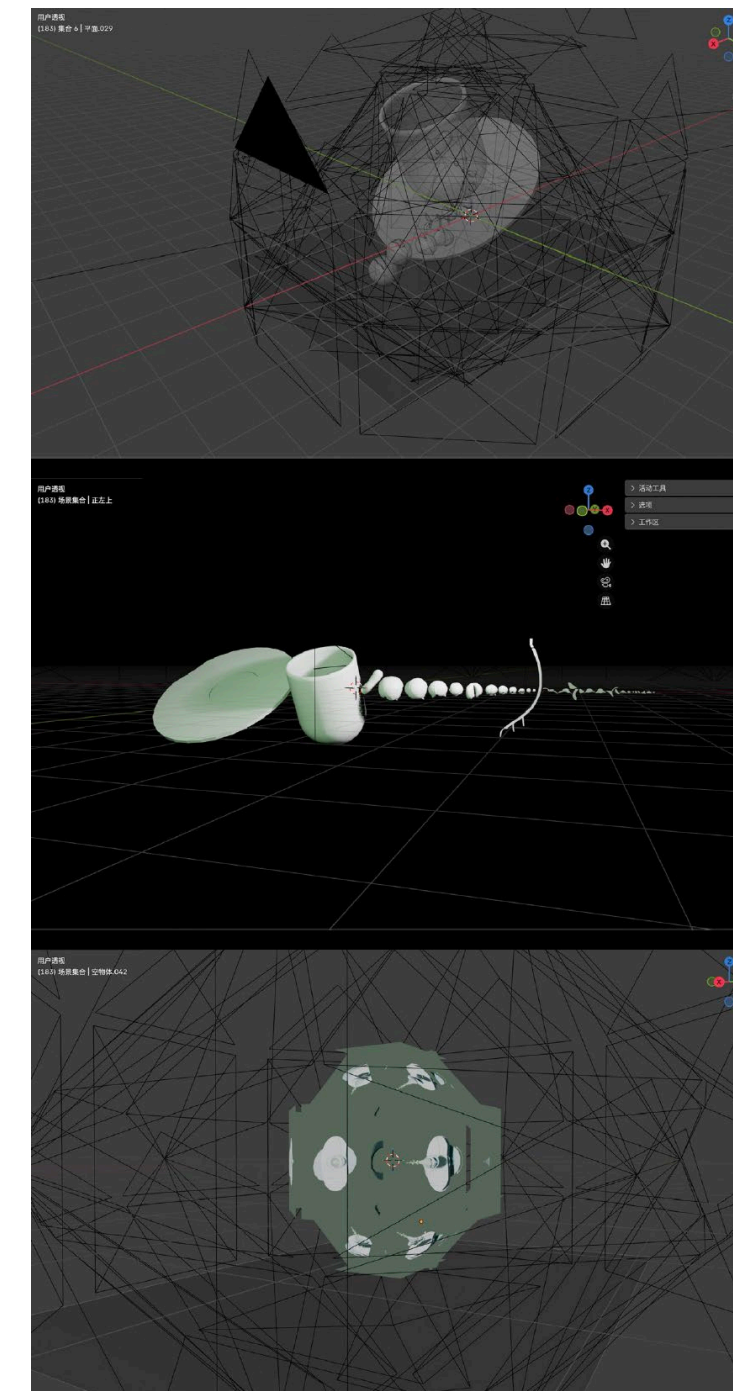 用户透视
(183) 集合 6 | 平面.029
Z
X
用户透视
(183) 场景集合 | 正左上
Z
Y
X
> 活动工具
> 选项
> 工作区
用户透视
(183) 场景集合 | 空物体.042
Z
X